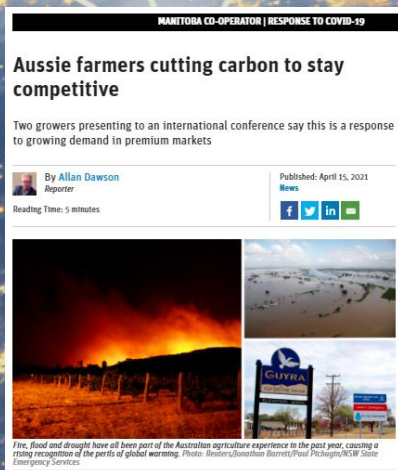 MANITOBA CO-OPERATOR | RESPONSE TO COVID-19
Aussie farmers cutting carbon to stay
competitive
Two growers presenting to an international conference say this is a response
to growing demand in premium markets
By Allan Dawson
Reporter
Reading Time: 5 minutes
Published: April 15, 2021
News
GUYRA
Fire, flood and drought have all been part of the Australian agriculture experience in the past year, causing a
rising recognition of the perils of global warming. Photo: Reuters/Jonathan Barrett/Paul Pichugin/NSW State
Emergency Services